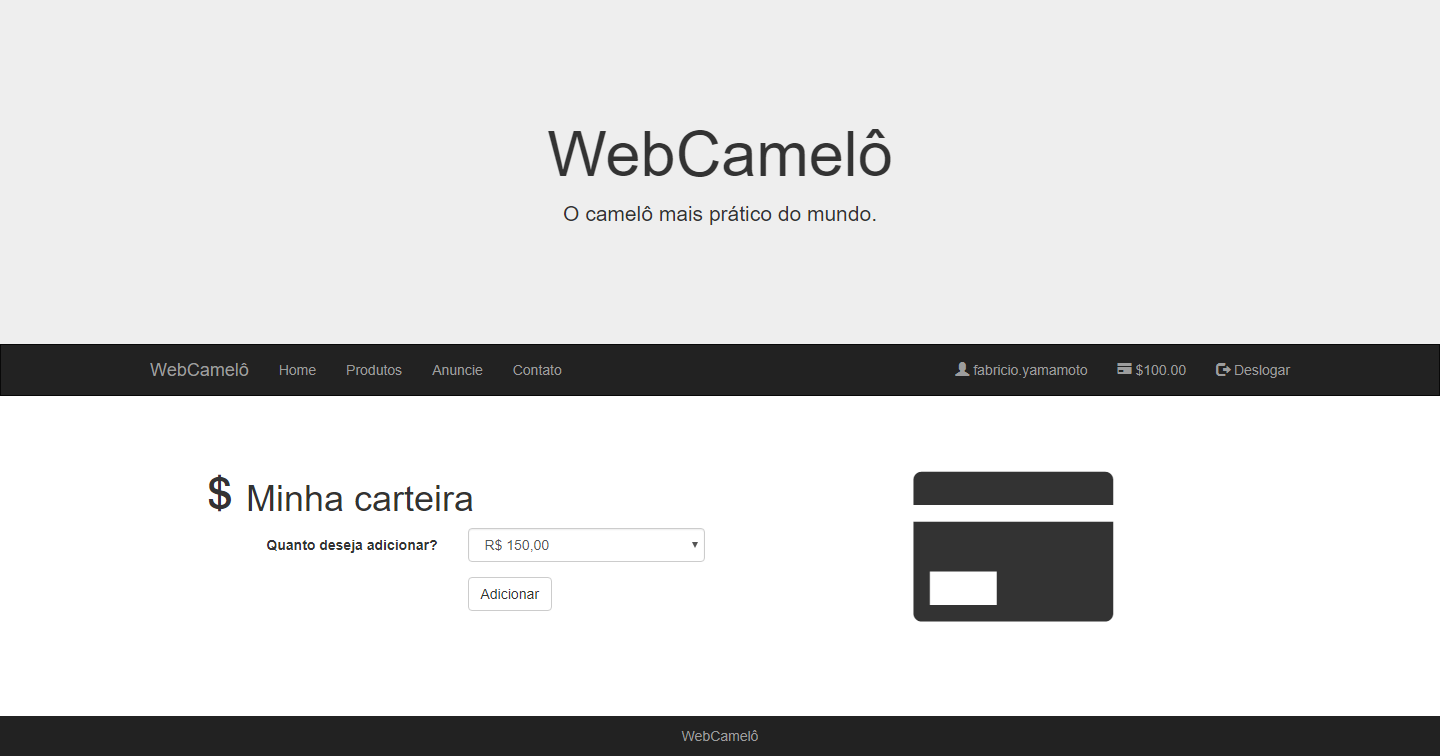 WebCamelô
O camelô mais prático do mundo.
WebCamelô Home Produtos Anuncie Contato fabricio.yamamoto $100.00 Deslogar
$ Minha carteira
Quanto deseja adicionar? R$ 150,00
Adicionar
WebCamelô